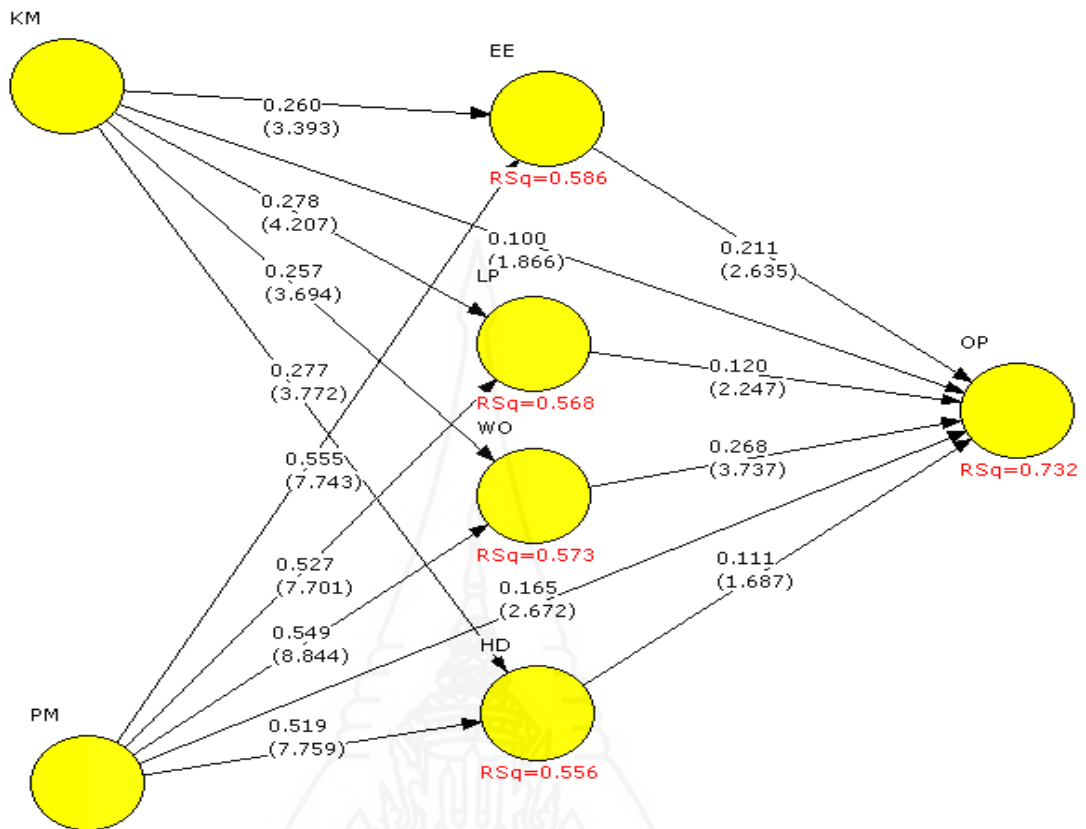 KM
EE
0.260
(3.393)
RSq=0.586
0.278
(4.207)
0.100
(1.866)
0.211
(2.635)
0.257
(3.694)
LP
OP
0.277
(3.772)
0.120
(2.247)
RSq=0.568
WO
0.555
(7.743)
0.268
(3.737)
RSq=0.732
RSq=0.573
0.527
(7.701)
0.165
(2.672)
0.111
(1.687)
0.549
(8.844)
HD
PM
0.519
(7.759)
RSq=0.556